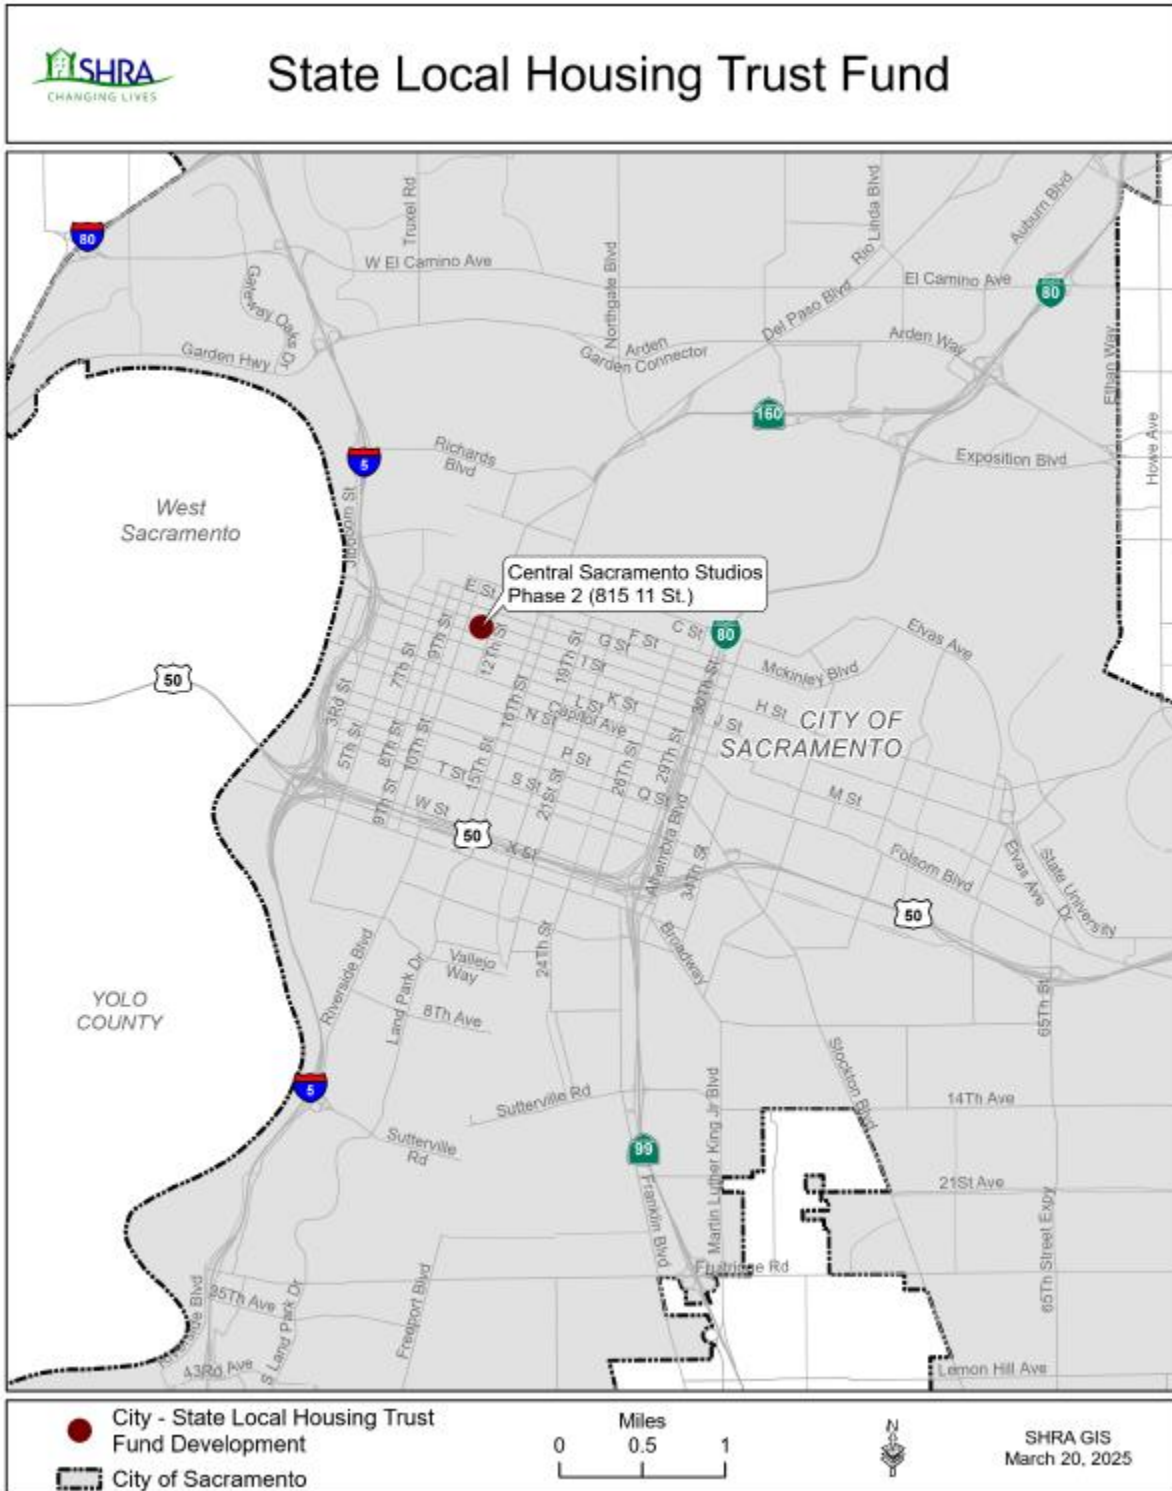 SHRA
CHANGING LIVES
State Local Housing Trust Fund
80
Truxel Rd
W El Camino Ave
Gateway Oaks Dr
Garden Hwy
Northgate Blvd
Arden
Garden Connector
Del Paso Blvd
Rio
Linda Blvd
Auburn Blvd
El Camino Ave
80
Arden Way
Ethan Way
Howe Ave
160
Exposition Blvd
Richards
Blvd
5
Jibboom St
West
Sacramento
Central Sacramento Studios
Phase 2 (815 11 St.)
E St
C St
80
F St
G St
I St
Elvas Ave
Mckinley Blvd
9Th St
12Th St
7Th St
19Th St
16Th St
30Th St
K St
L St
Capitol Ave
N St
H St
J St
CITY OF
SACRAMENTO
50
3Rd St
5Th St
8Th St
10Th St
9Th St
15Th St
21St St
26Th St
29Th St
P St
T St
S St
Q St
M St
W St
50
X St
Alhambra Blvd
34Th St
Folsom Blvd
Elvas Ave
State University
Dr
50
Broadway
24Th St
Vallejo
Way
Riverside Blvd
Land Park Dr
8Th Ave
YOLO
COUNTY
65Th St
Stockton Blvd
5
Sutterville Rd
Sutterville
Rd
Martin Luther King Jr Blvd
14Th Ave
99
21St Ave
Franklin Blvd
Fruitridge Rd
65Th Street Expy
Riverside Blvd
35Th Ave
S Land Park Dr
Freeport Blvd
43Rd Ave
Lemon Hill Ave
City - State Local Housing Trust
Fund Development
City of Sacramento
Miles
0 0.5 1
N
SHRA GIS
March 20, 2025